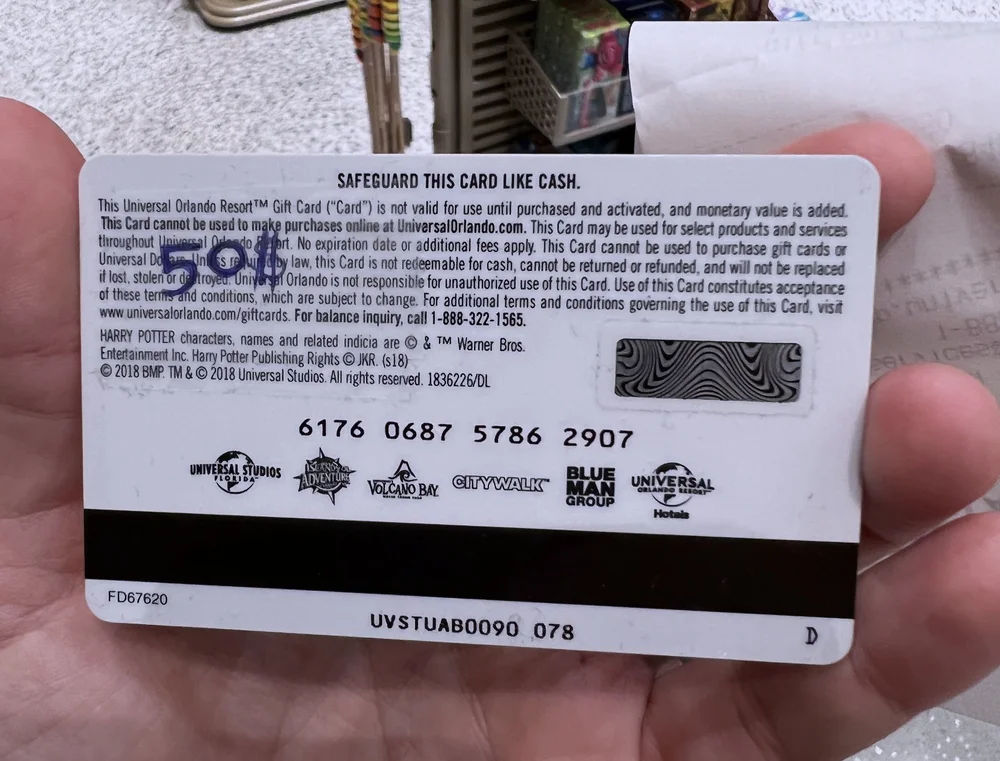 SAFEGUARD THIS CARD LIKE CASH.
This Universal Orlando Resort™ Gift Card (“Card”) is not valid for use until purchased and activated, and monetary value is added.
This Card cannot be used to make purchases online at UniversalOrlando.com. This Card may be used for select products and services
throughout Universal Orlando Resort. No expiration date or additional fees apply. This Card cannot be used to purchase gift cards or
Universal Dollars. Unless required by law, this Card is not redeemable for cash, cannot be returned or refunded, and will not be replaced
if lost, stolen or destroyed. Universal Orlando is not responsible for unauthorized use of this Card. Use of this Card constitutes acceptance
of these terms and conditions, which are subject to change. For additional terms and conditions governing the use of this Card, visit
www.universalorlando.com/giftcards. For balance inquiry, call 1-888-322-1565.
50$
HARRY POTTER characters, names and related indicia are © & ™ Warner Bros.
Entertainment Inc. Harry Potter Publishing Rights © JKR. (s18)
© 2018 BMP. TM & © 2018 Universal Studios. All rights reserved. 1836226/DL
6176 0687 5786 2907
UNIVERSAL STUDIOS
FLORIDA
ISLANDS OF
ADVENTURE
VOLCANO BAY
CITYWALK™
BLUE
MAN
GROUP
UNIVERSAL
ORLANDO RESORT
Hotels
FD67620
UVSTUAB0090 078
D